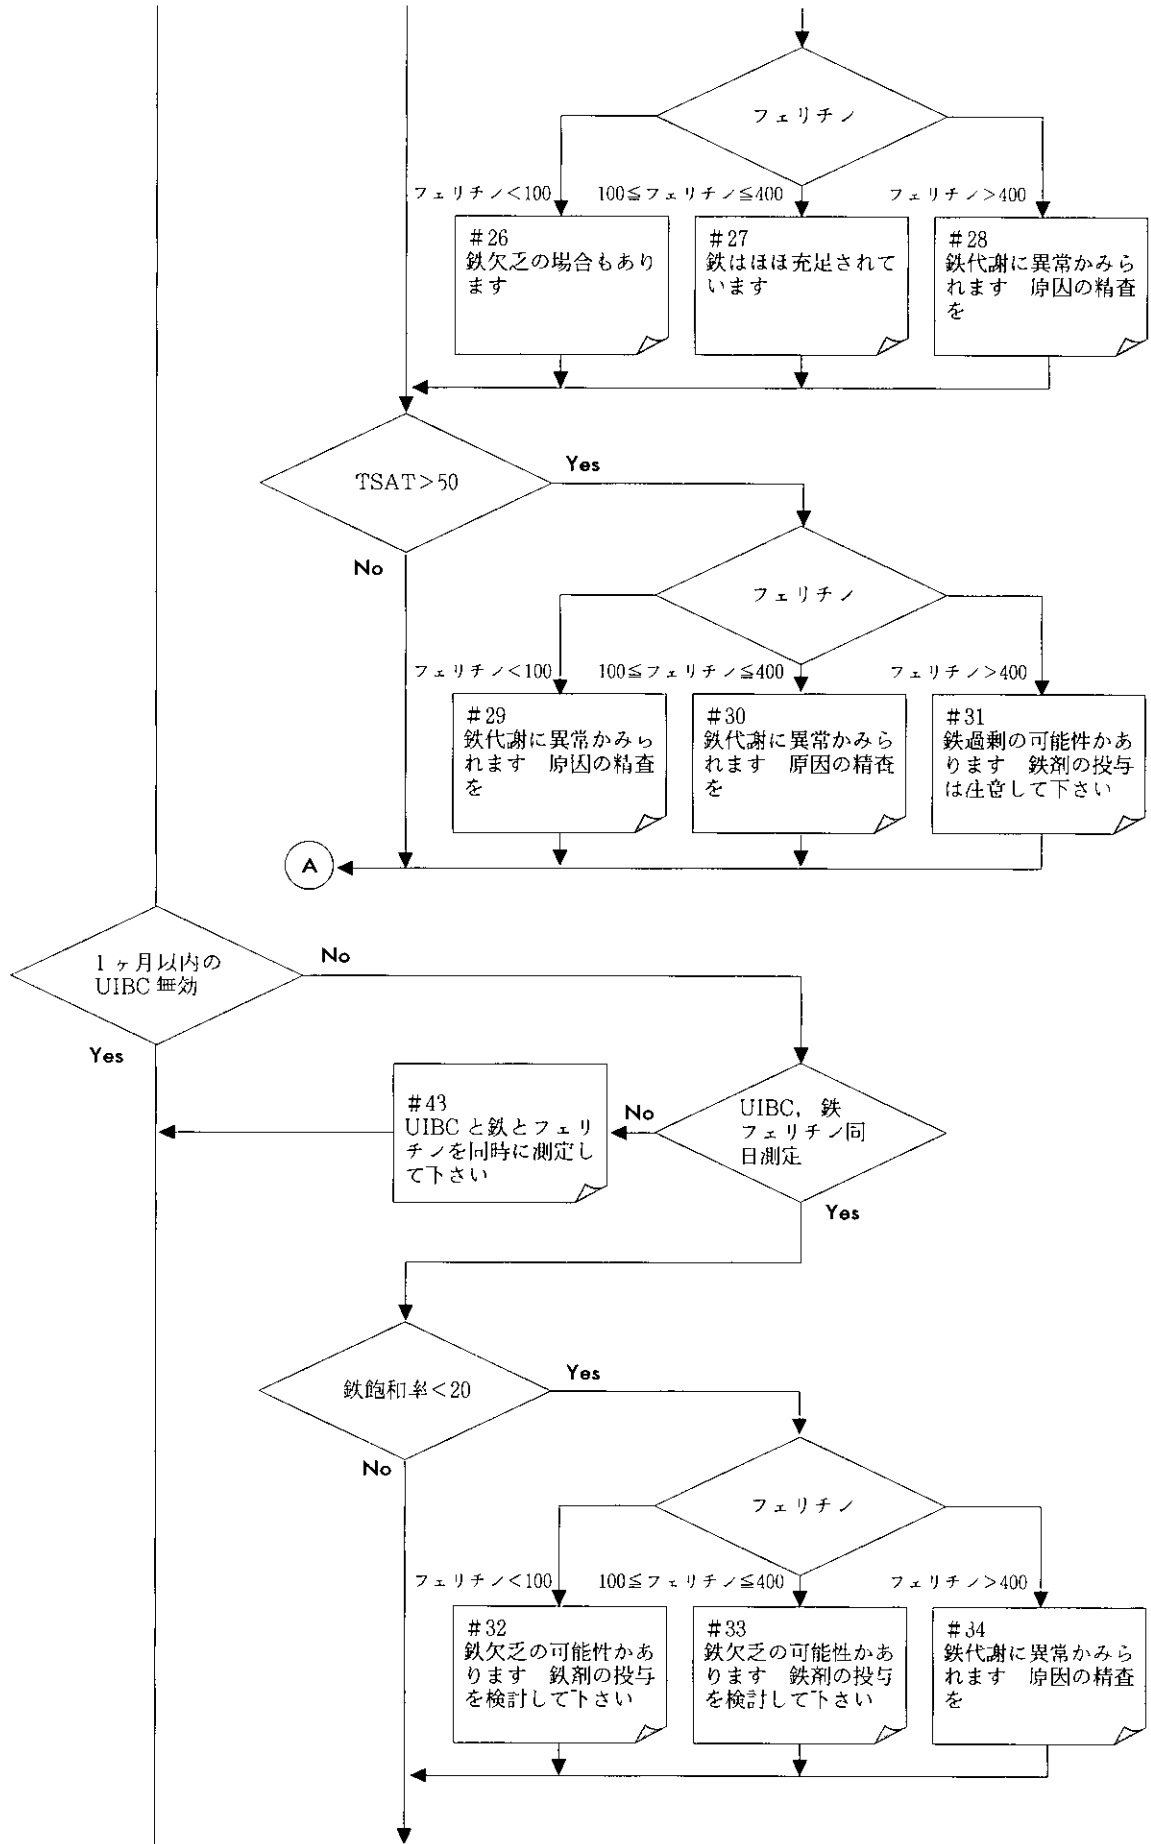 フェリチン
フェリチン<100
100≦フェリチン≦400
フェリチン>400
#26
鉄欠乏の場合もあり
ます
#27
鉄はほほ充足されて
います
#28
鉄代謝に異常かみら
れます 原因の精査
を
TSAT>50
Yes
No
フェリチン
フェリチン<100
100≦フェリチン≦400
フェリチン>400
#29
鉄代謝に異常かみら
れます 原因の精査
を
#30
鉄代謝に異常かみら
れます 原因の精査
を
#31
鉄過剰の可能性かあ
ります 鉄剤の投与
は注意して下さい
A
1ヶ月以内の
UIBC無効
No
Yes
#43
UIBCと鉄とフェリ
チンを同時に測定し
て下さい
No
UIBC, 鉄
フェリチン同
日測定
Yes
鉄飽和率<20
Yes
No
フェリチン
フェリチン<100
100≦フェリチン≦400
フェリチン>400
#32
鉄欠乏の可能性かあ
ります 鉄剤の投与
を検討して下さい
#33
鉄欠乏の可能性かあ
ります 鉄剤の投与
を検討して下さい
#34
鉄代謝に異常かみら
れます 原因の精査
を